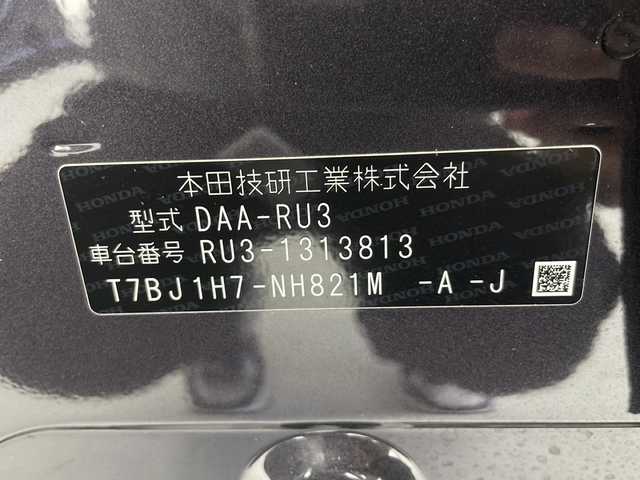 本田技研工業株式会社
型式 DAA-RU3
車台番号 RU3-1313813
T7BJ1H7-NH821M -A -J